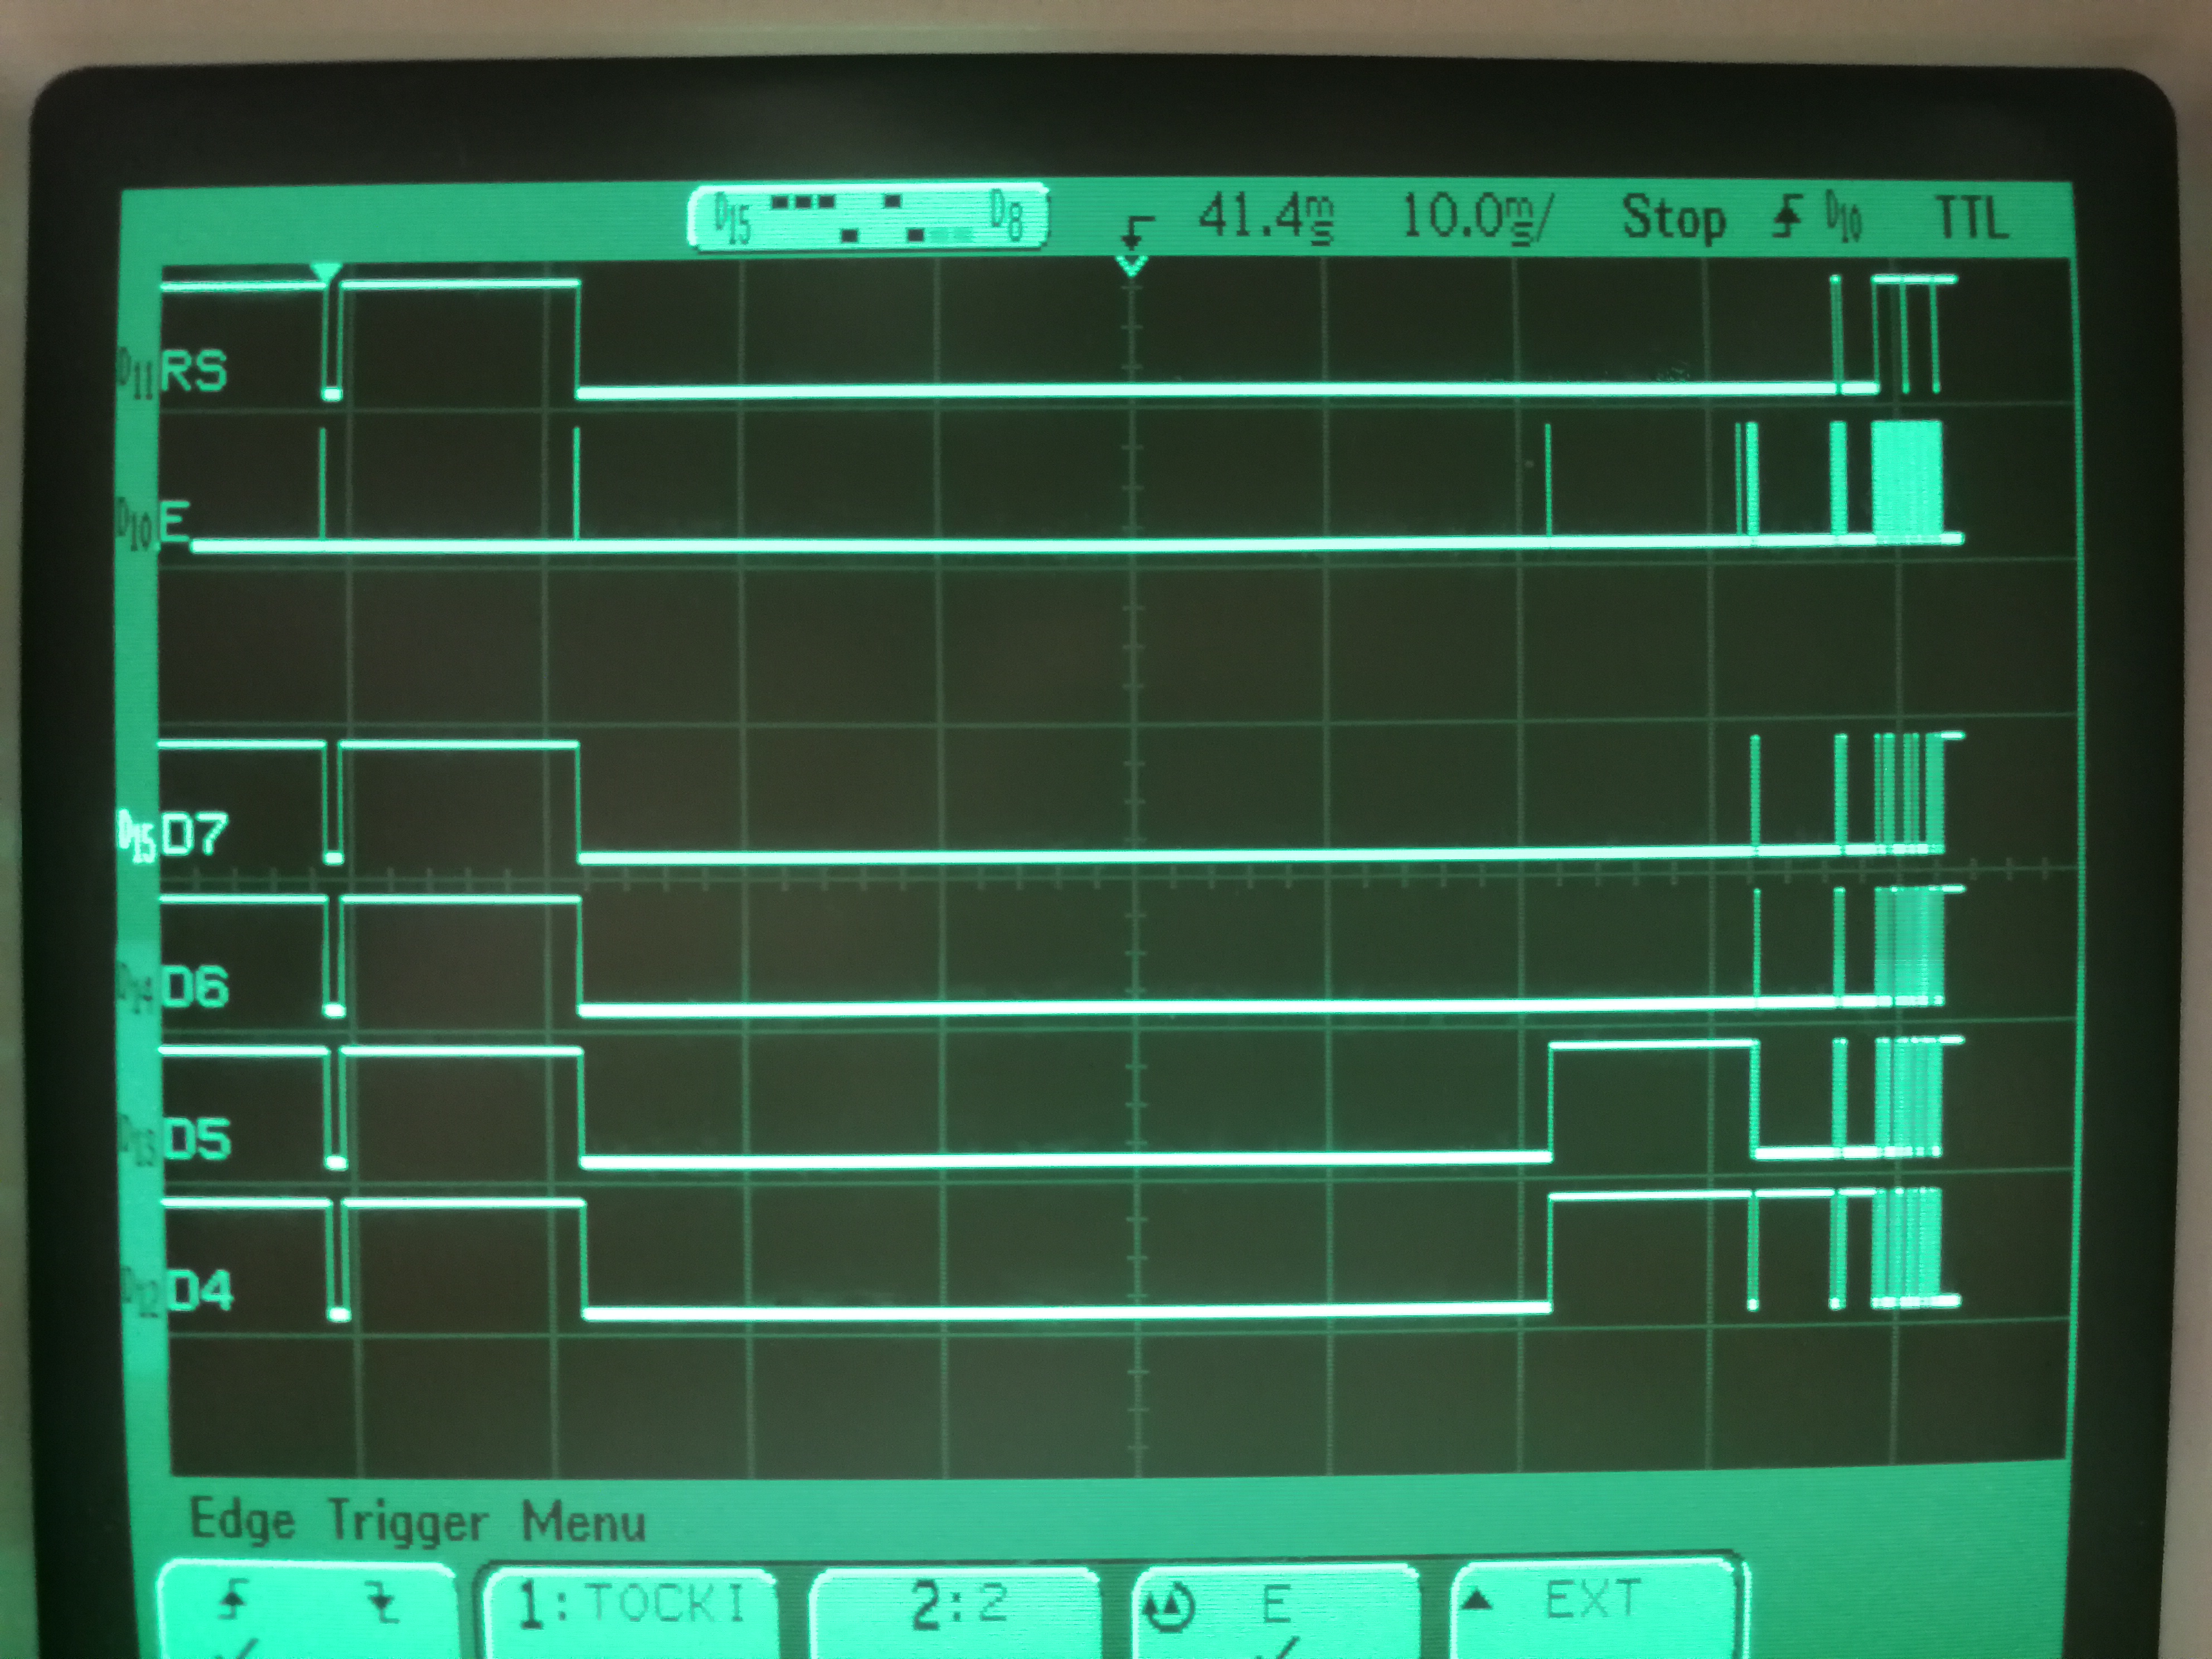 D15 D8 41.4ms 10.0ms/ Stop D10 TTL
D11 RS
D10 E
D15 D7
D14 D6
D13 D5
D12 D4
Edge Trigger Menu
1:TOCKI 2:2 E EXT